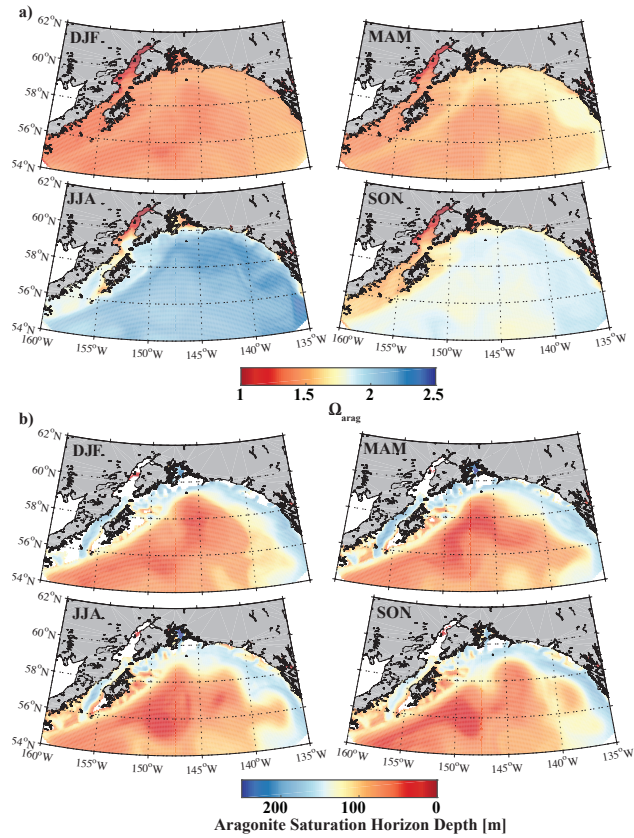 a)
DJF
MAM
62°N
60°N
58°N
56°N
54°N
62°N
JJA
SON
60°N
58°N
56°N
54°N
160°W
155°W
150°W
145°W
140°W
135°W
160°W
155°W
150°W
145°W
140°W
135°W
1
1.5
2
2.5
Ωarag
b)
DJF
MAM
62°N
60°N
58°N
56°N
54°N
62°N
JJA
SON
60°N
58°N
56°N
54°N
160°W
155°W
150°W
145°W
140°W
135°W
160°W
155°W
150°W
145°W
140°W
135°W
200
100
0
Aragonite Saturation Horizon Depth [m]